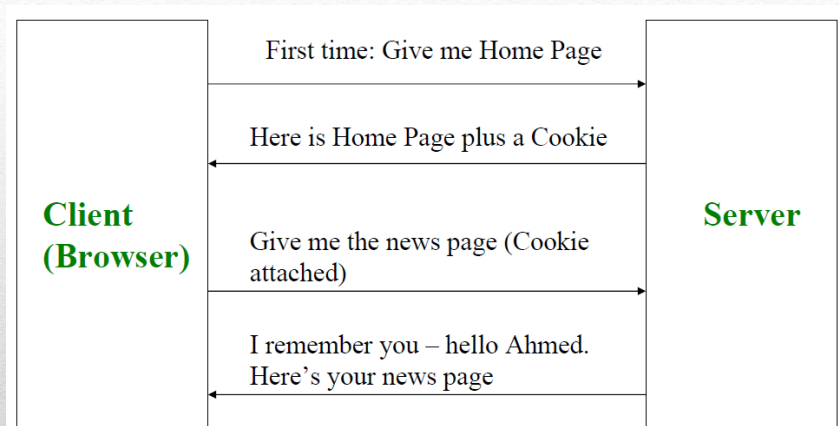 First time: Give me Home Page
Here is Home Page plus a Cookie
Client
(Browser)
Server
Give me the news page (Cookie
attached)
I remember you – hello Ahmed.
Here's your news page